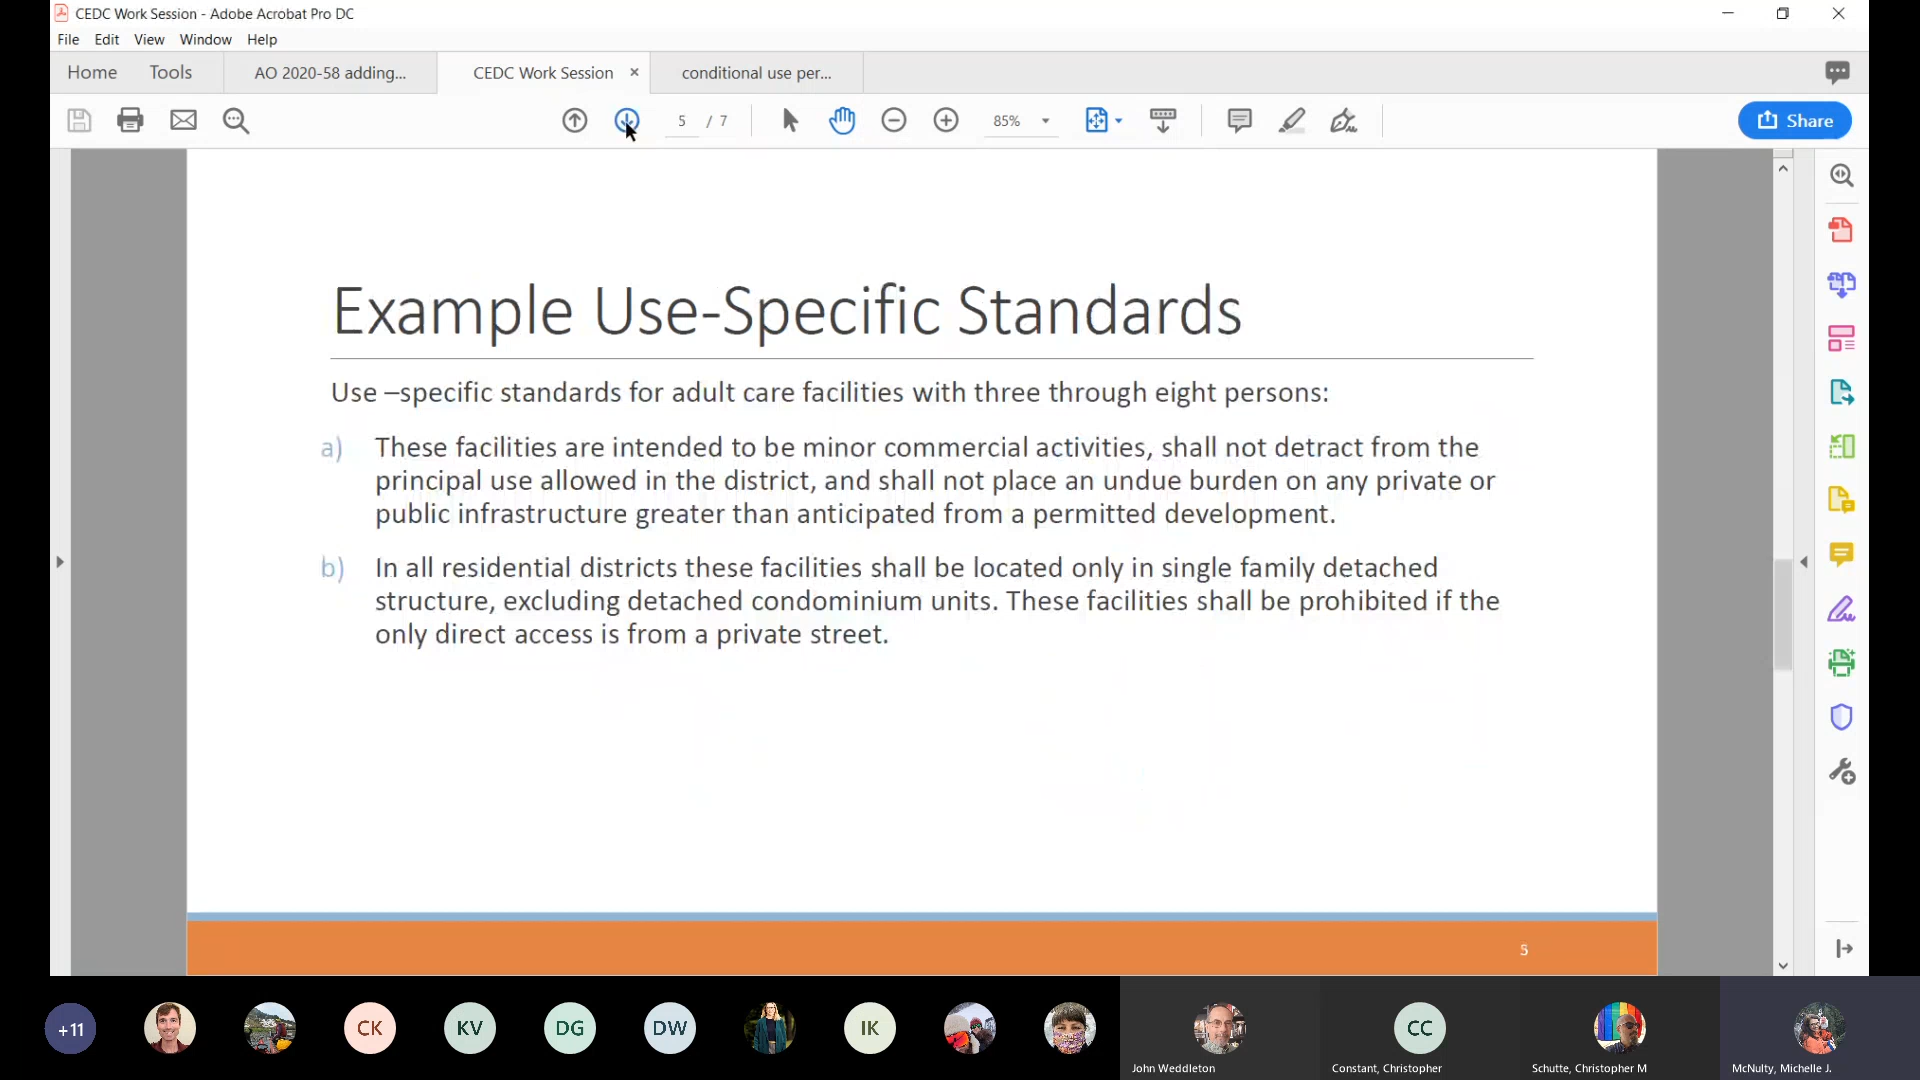 CEDC Work Session - Adobe Acrobat Pro DC
File Edit View Window Help
Home Tools AO 2020-58 adding... CEDC Work Session × conditional use per...
5 / 7 85% Share
Example Use-Specific Standards
Use –specific standards for adult care facilities with three through eight persons:
a) These facilities are intended to be minor commercial activities, shall not detract from the
principal use allowed in the district, and shall not place an undue burden on any private or
public infrastructure greater than anticipated from a permitted development.
b) In all residential districts these facilities shall be located only in single family detached
structure, excluding detached condominium units. These facilities shall be prohibited if the
only direct access is from a private street.
5
+11 CK KV DG DW IK CC
John Weddleton Constant, Christopher Schutte, Christopher M McNulty, Michelle J.